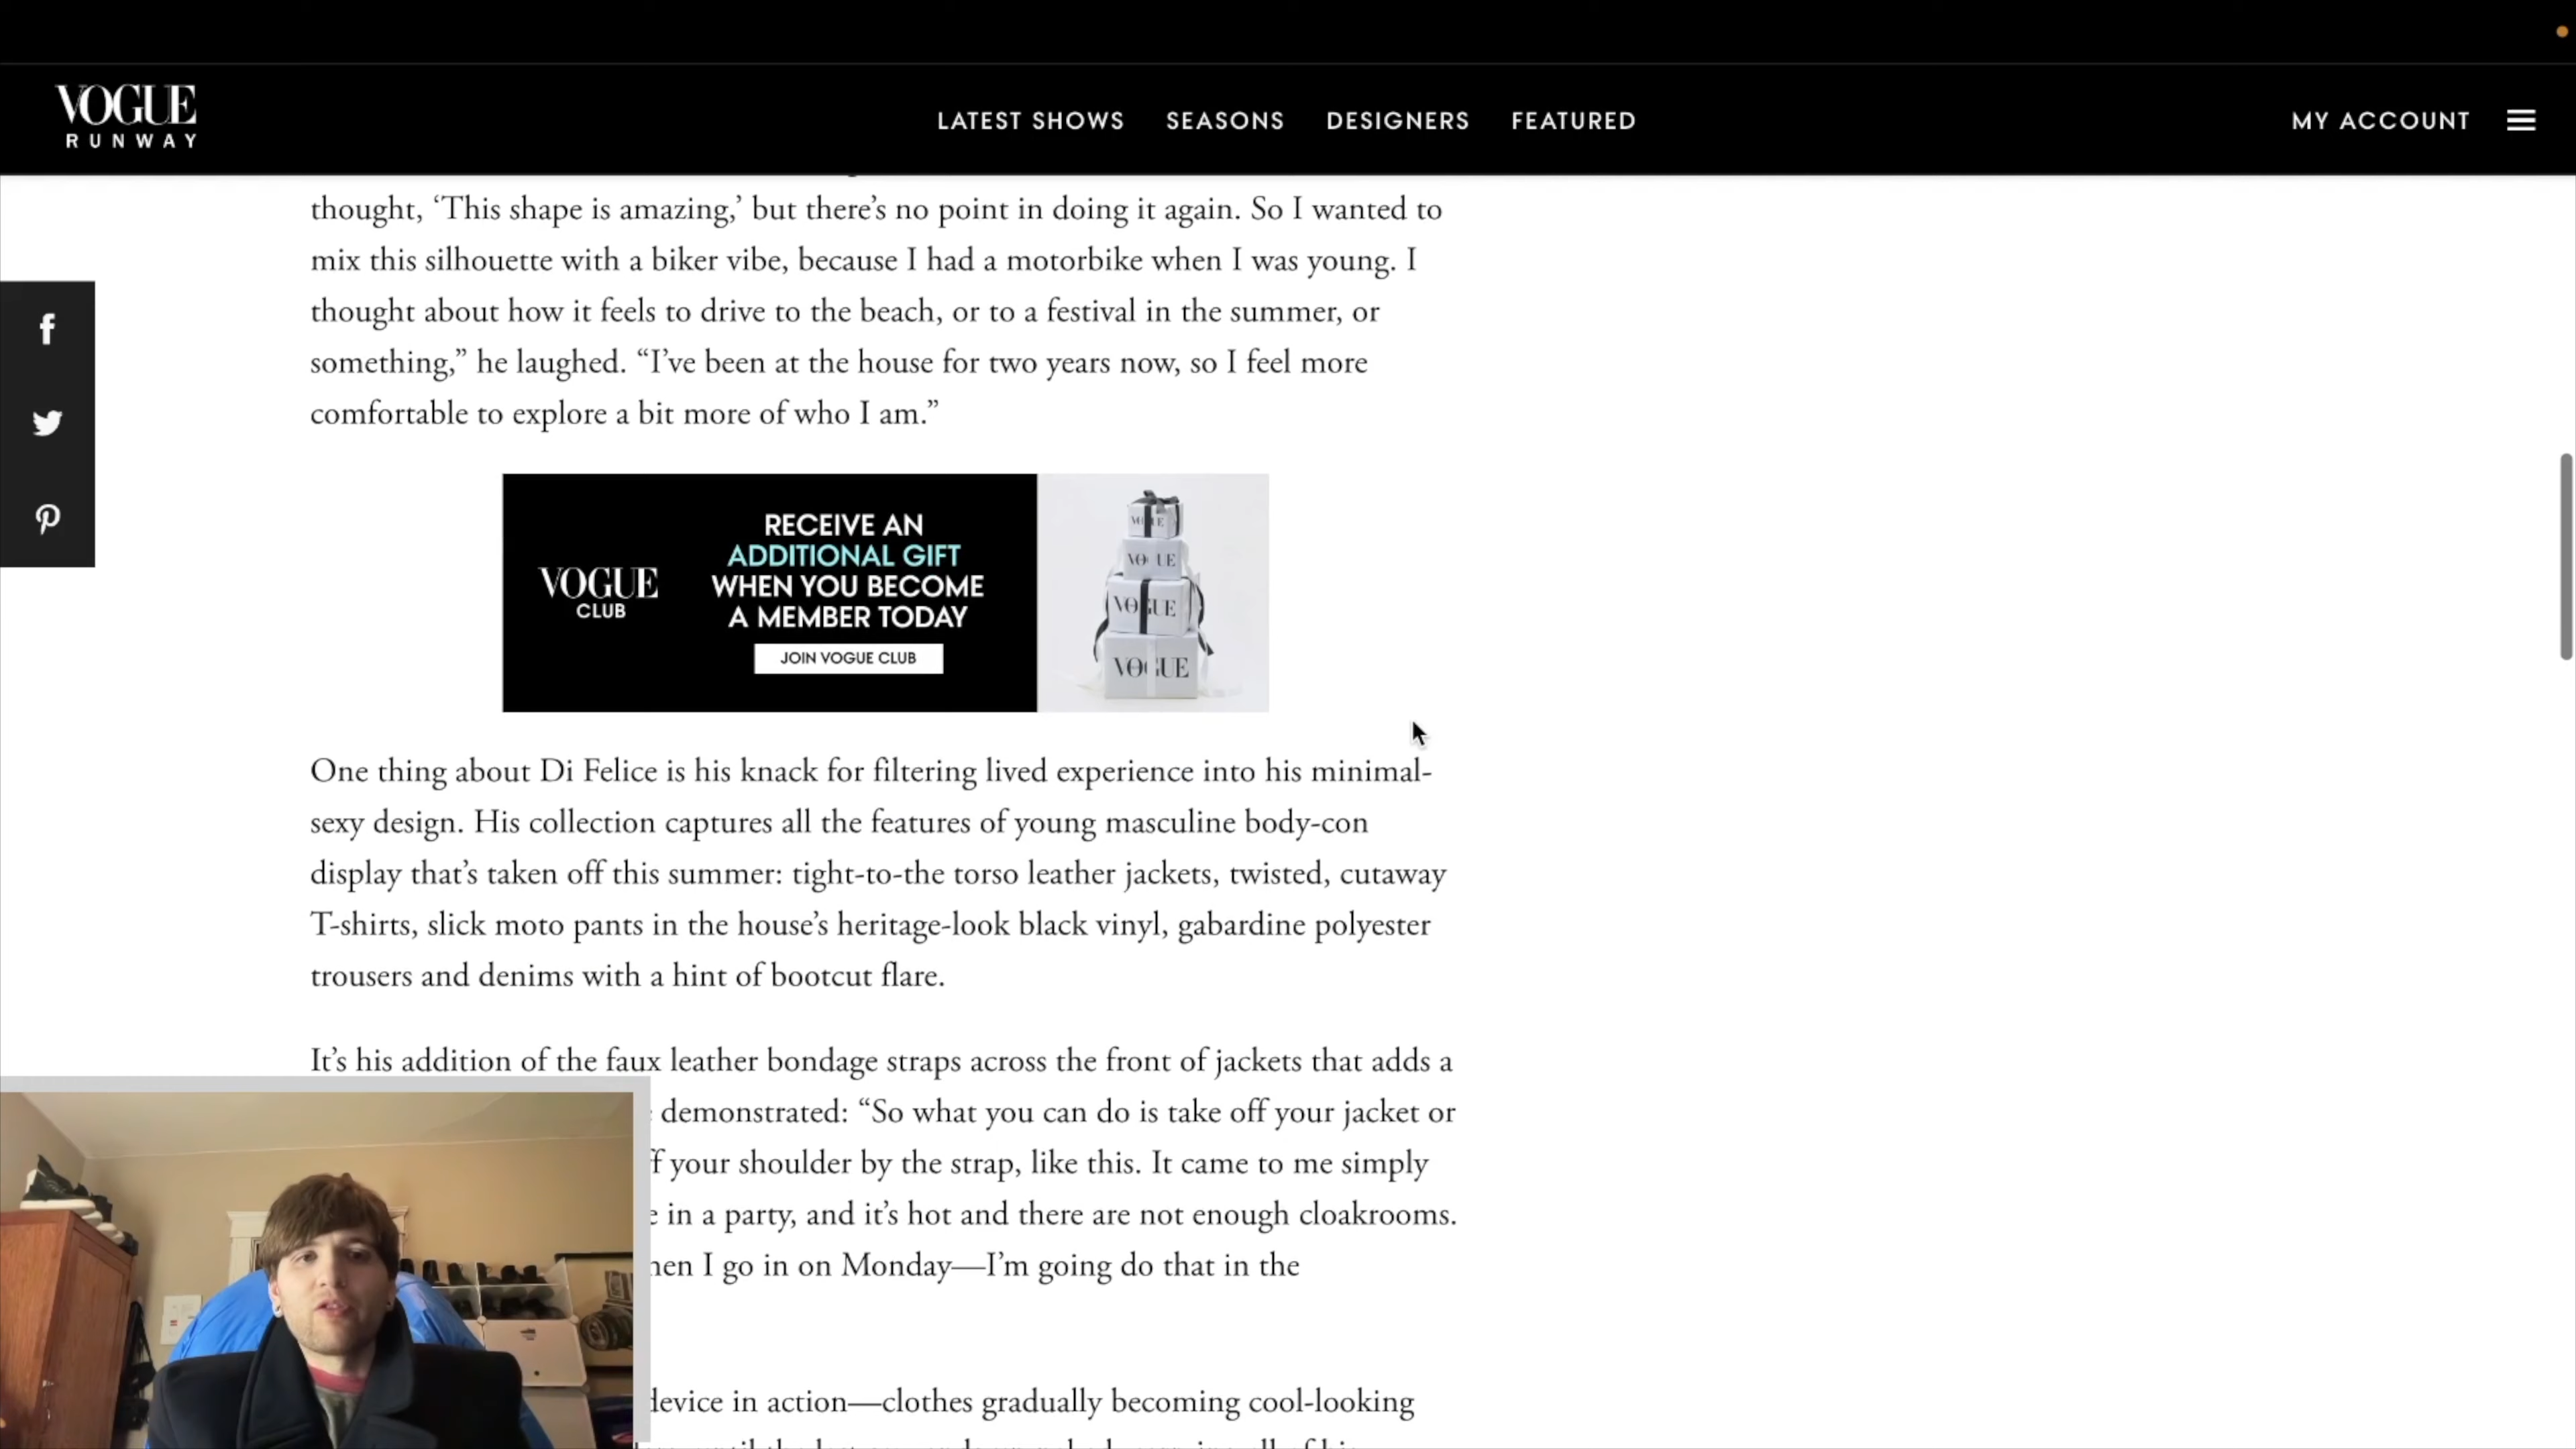 VOGUE
RUNWAY
LATEST SHOWS
SEASONS
DESIGNERS
FEATURED
MY ACCOUNT
thought, ‘This shape is amazing,’ but there’s no point in doing it again. So I wanted to
mix this silhouette with a biker vibe, because I had a motorbike when I was young. I
thought about how it feels to drive to the beach, or to a festival in the summer, or
something,” he laughed. “I’ve been at the house for two years now, so I feel more
comfortable to explore a bit more of who I am.”
VOGUE
CLUB
RECEIVE AN
ADDITIONAL GIFT
WHEN YOU BECOME
A MEMBER TODAY
JOIN VOGUE CLUB
VOGUE
VOGUE
VOGUE
VOGUE
One thing about Di Felice is his knack for filtering lived experience into his minimal-
sexy design. His collection captures all the features of young masculine body-con
display that’s taken off this summer: tight-to-the torso leather jackets, twisted, cutaway
T-shirts, slick moto pants in the house’s heritage-look black vinyl, gabardine polyester
trousers and denims with a hint of bootcut flare.
It’s his addition of the faux leather bondage straps across the front of jackets that adds a
demonstrated: “So what you can do is take off your jacket or
your shoulder by the strap, like this. It came to me simply
in a party, and it’s hot and there are not enough cloakrooms.
I go in on Monday—I’m going do that in the
device in action—clothes gradually becoming cool-looking